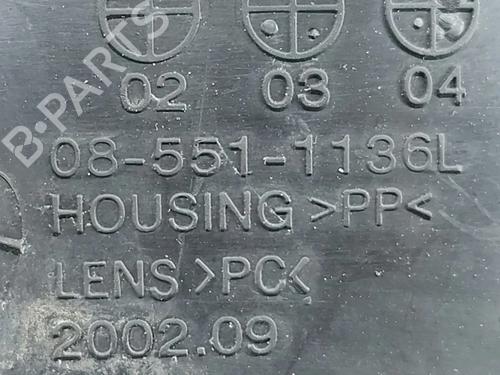 B-PARTS
02 03 04
08-551-1136L
HOUSING >PP<
LENS >PC<
2002.09